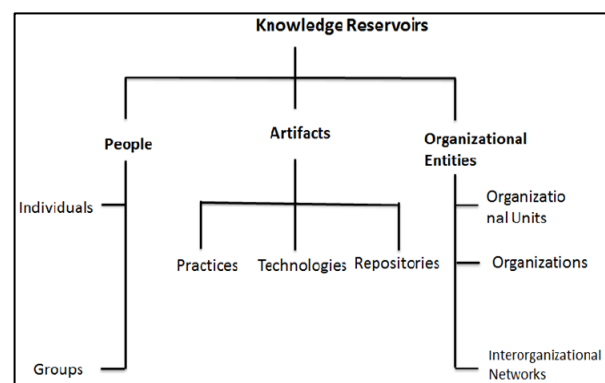 Knowledge Reservoirs
People
Artifacts
Organizational
Entities
Individuals
Groups
Practices
Technologies
Repositories
Organizatio
nal Units
Organizations
Interorganizational
Networks